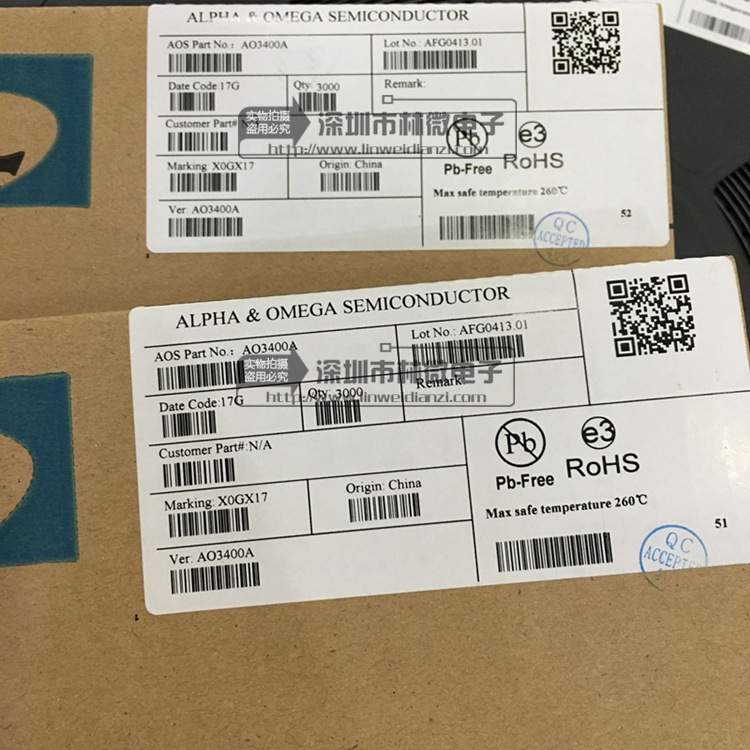 ALPHA & OMEGA SEMICONDUCTOR
AOS Part No.: AO3400A
Lot No.: AFG0413.01
Date Code:17G
Qty: 3000
Remark:
Customer Part#
实物拍摄
盗用必究
深圳市林微电子
http://www.linweidianzi.com
Pb
Pb-Free
e3
RoHS
Marking: X0GX17
Origin: China
Max safe temperature 260℃
Ver: AO3400A
QC
ACCEPTED
52
ALPHA & OMEGA SEMICONDUCTOR
AOS Part No.: AO3400A
Lot No.: AFG0413.01
实物拍摄
盗用必究
深圳市林微电子
http://www.linweidianzi.com
Date Code:17G
Qty: 3000
Remark:
Customer Part#:N/A
Pb
Pb-Free
e3
RoHS
Marking: X0GX17
Origin: China
Max safe temperature 260℃
Ver: AO3400A
QC
ACCEPTED
51